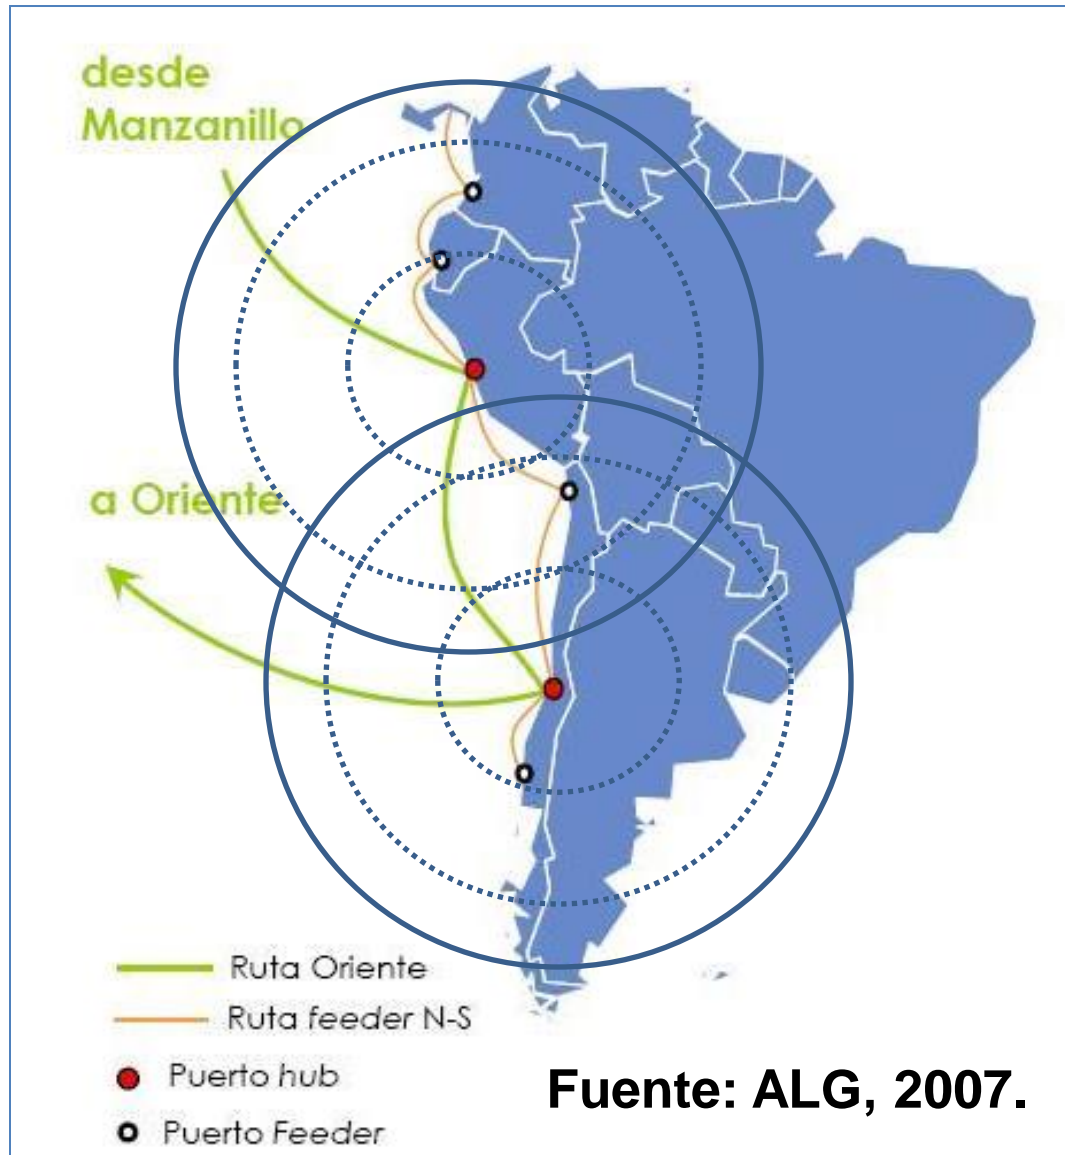 desde
Manzanillo
a Oriente
Ruta Oriente
Ruta feeder N-S
Puerto hub
Puerto Feeder
Fuente: ALG, 2007.